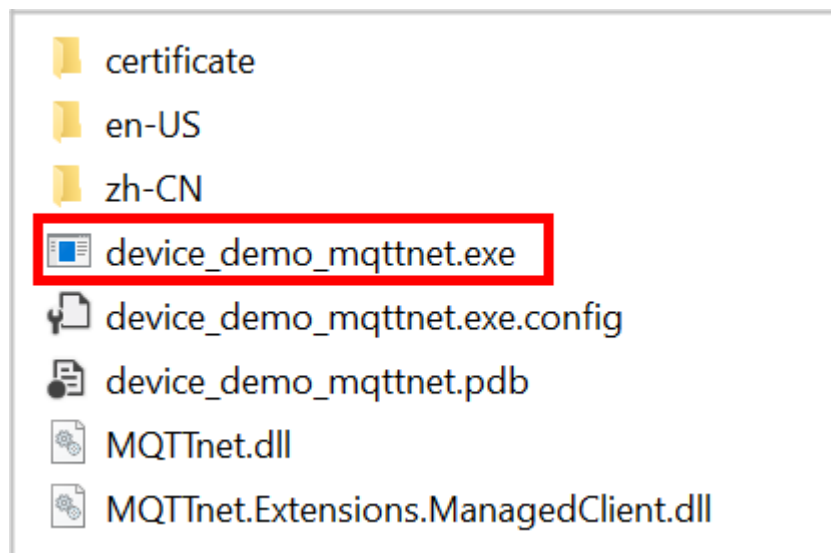 certificate
en-US
zh-CN
device_demo_mqttnet.exe
device_demo_mqttnet.exe.config
device_demo_mqttnet.pdb
MQTTnet.dll
MQTTnet.Extensions.ManagedClient.dll